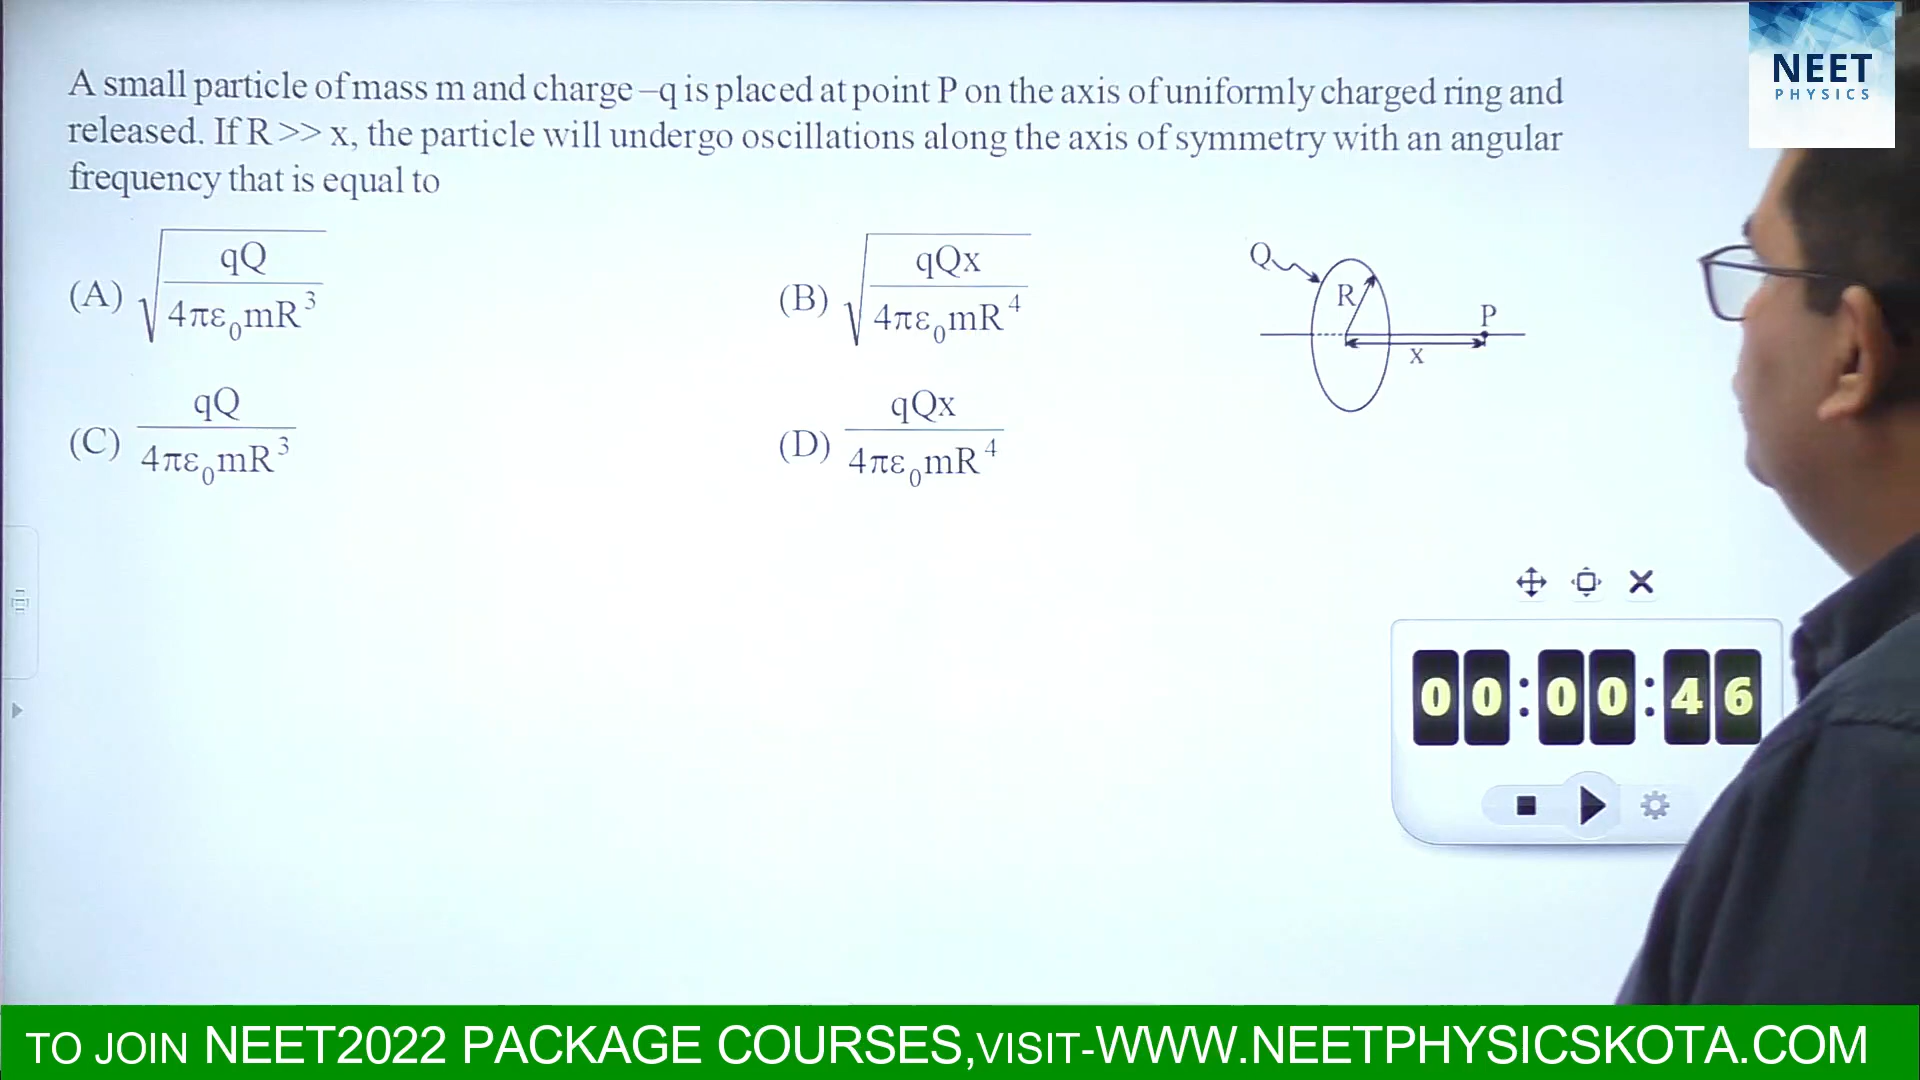 NEET
PHYSICS
A small particle of mass m and charge –q is placed at point P on the axis of uniformly charged ring and
released. If R >> x, the particle will undergo oscillations along the axis of symmetry with an angular
frequency that is equal to
(A) √(qQ / 4πε₀mR³)
(B) √(qQx / 4πε₀mR⁴)
Q
R
P
x
(C) qQ / 4πε₀mR³
(D) qQx / 4πε₀mR⁴
00:00:46
TO JOIN NEET2022 PACKAGE COURSES,VISIT-WWW.NEETPHYSICSKOTA.COM